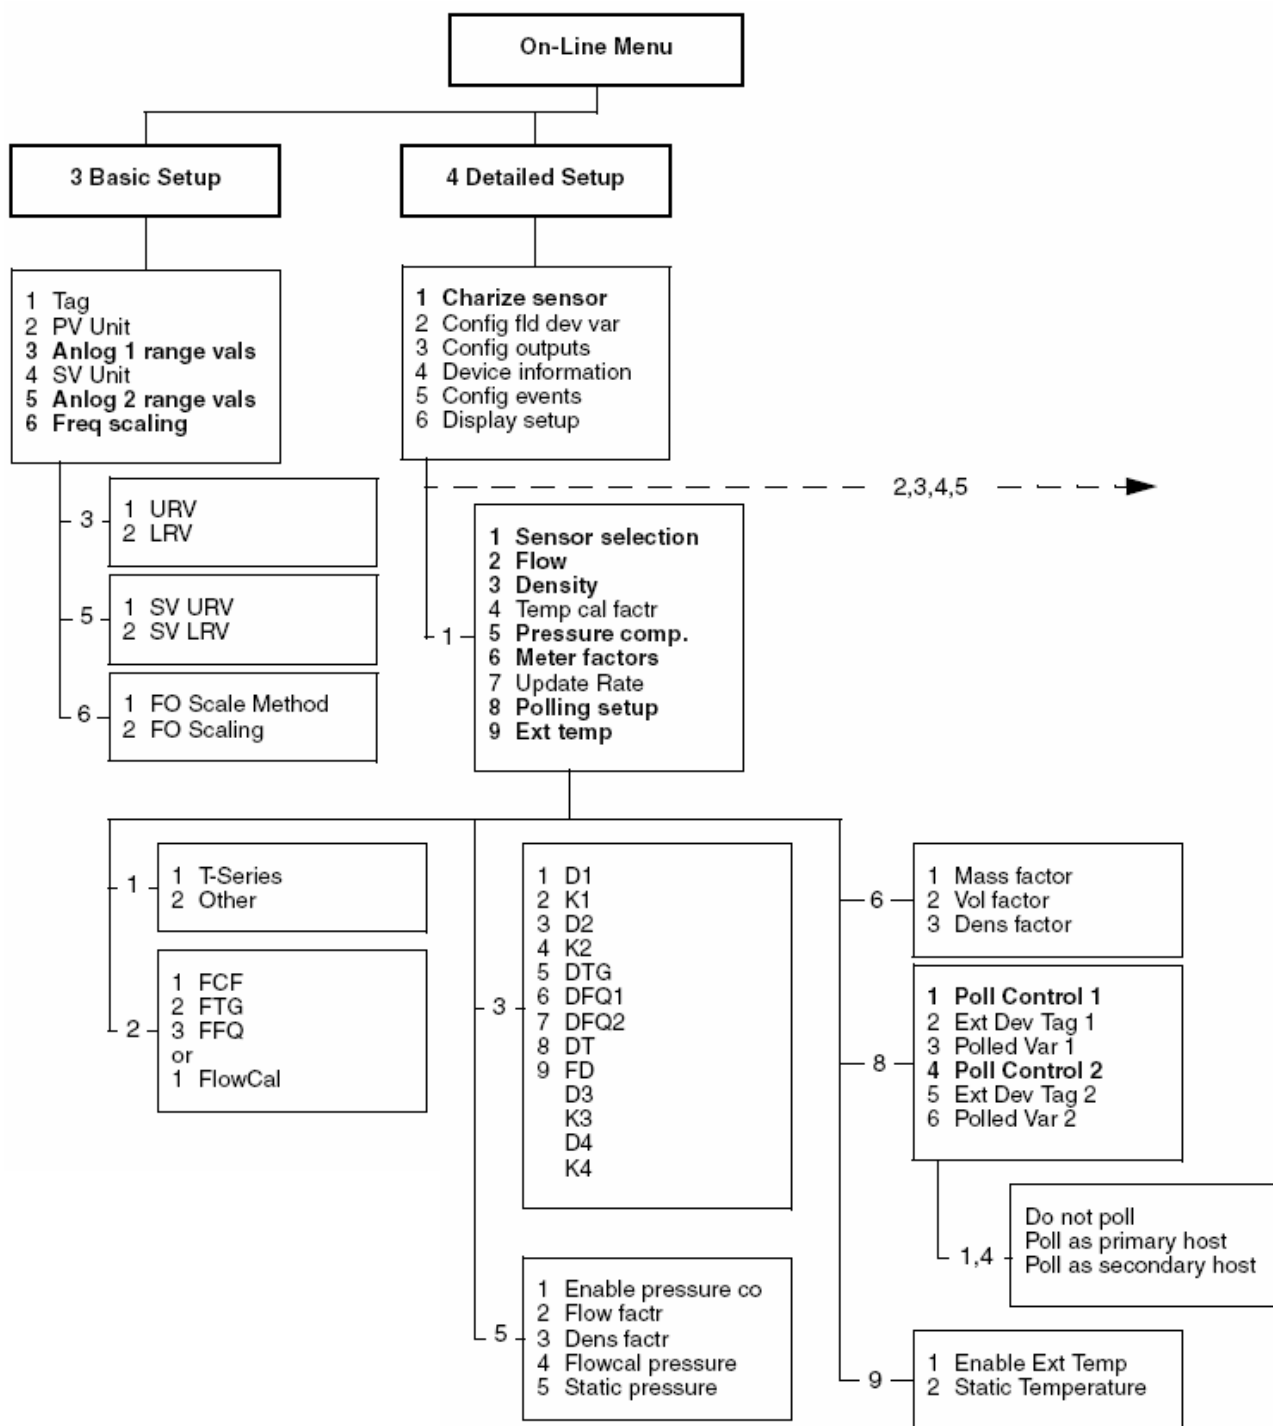 On-Line Menu
3 Basic Setup
4 Detailed Setup
1 Tag
2 PV Unit
3 Anlog 1 range vals
4 SV Unit
5 Anlog 2 range vals
6 Freq scaling
1 Charize sensor
2 Config fld dev var
3 Config outputs
4 Device information
5 Config events
6 Display setup
2,3,4,5
3
1 URV
2 LRV
5
1 SV URV
2 SV LRV
6
1 FO Scale Method
2 FO Scaling
1
1 Sensor selection
2 Flow
3 Density
4 Temp cal factr
5 Pressure comp.
6 Meter factors
7 Update Rate
8 Polling setup
9 Ext temp
1
1 T-Series
2 Other
2
1 FCF
2 FTG
3 FFQ
or
1 FlowCal
3
1 D1
2 K1
3 D2
4 K2
5 DTG
6 DFQ1
7 DFQ2
8 DT
9 FD
D3
K3
D4
K4
5
1 Enable pressure co
2 Flow factr
3 Dens factr
4 Flowcal pressure
5 Static pressure
6
1 Mass factor
2 Vol factor
3 Dens factor
8
1 Poll Control 1
2 Ext Dev Tag 1
3 Polled Var 1
4 Poll Control 2
5 Ext Dev Tag 2
6 Polled Var 2
1,4
Do not poll
Poll as primary host
Poll as secondary host
9
1 Enable Ext Temp
2 Static Temperature